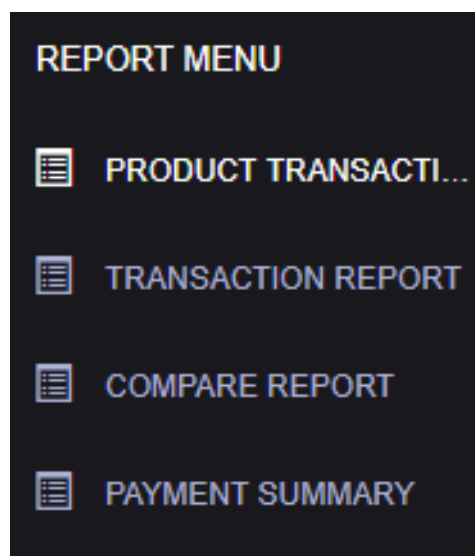 REPORT MENU
PRODUCT TRANSACTI...
TRANSACTION REPORT
COMPARE REPORT
PAYMENT SUMMARY